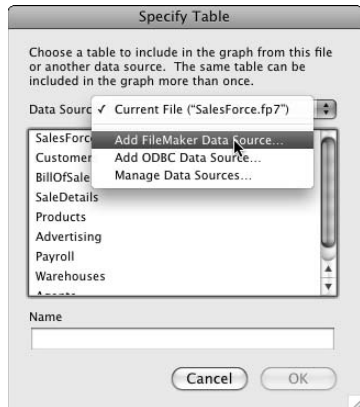 Specify Table
Choose a table to include in the graph from this file
or another data source. The same table can be
included in the graph more than once.
Data Sourc ✓ Current File (“SalesForce.fp7”)
Add FileMaker Data Source...
Add ODBC Data Source...
Manage Data Sources...
SalesForc
Customer
BillOfSale
SaleDetails
Products
Advertising
Payroll
Warehouses
Name
Cancel
OK